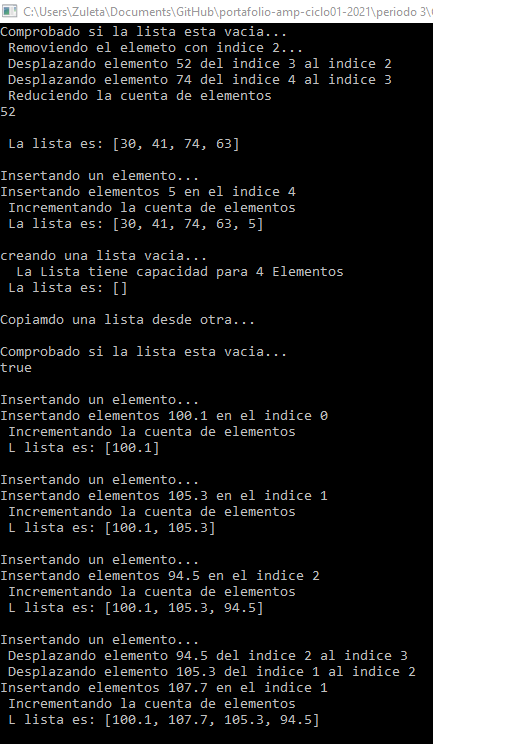 C:\Users\Zuleta\Documents\GitHub\portafolio-amp-ciclo01-2021\periodo 3\
Comprobado si la lista esta vacia...
Removiendo el elemeto con indice 2...
Desplazando elemento 52 del indice 3 al indice 2
Desplazando elemento 74 del indice 4 al indice 3
Reduciendo la cuenta de elementos
52
La lista es: [30, 41, 74, 63]
Insertando un elemento...
Insertando elementos 5 en el indice 4
Incrementando la cuenta de elementos
La lista es: [30, 41, 74, 63, 5]
creando una lista vacia...
La Lista tiene capacidad para 4 Elementos
La lista es: []
Copiamdo una lista desde otra...
Comprobado si la lista esta vacia...
true
Insertando un elemento...
Insertando elementos 100.1 en el indice 0
Incrementando la cuenta de elementos
L lista es: [100.1]
Insertando un elemento...
Insertando elementos 105.3 en el indice 1
Incrementando la cuenta de elementos
L lista es: [100.1, 105.3]
Insertando un elemento...
Insertando elementos 94.5 en el indice 2
Incrementando la cuenta de elementos
L lista es: [100.1, 105.3, 94.5]
Insertando un elemento...
Desplazando elemento 94.5 del indice 2 al indice 3
Desplazando elemento 105.3 del indice 1 al indice 2
Insertando elementos 107.7 en el indice 1
Incrementando la cuenta de elementos
L lista es: [100.1, 107.7, 105.3, 94.5]